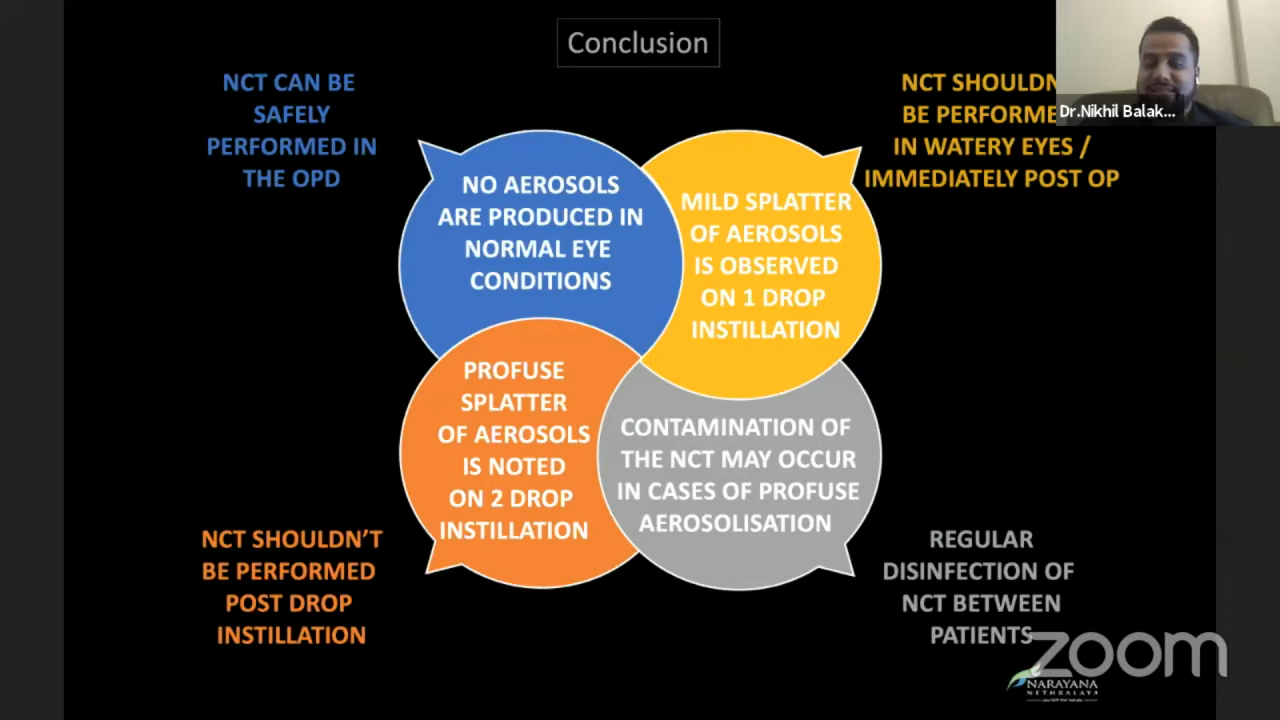 Conclusion
NCT CAN BE
SAFELY
PERFORMED IN
THE OPD
NO AEROSOLS
ARE PRODUCED IN
NORMAL EYE
CONDITIONS
MILD SPLATTER
OF AEROSOLS
IS OBSERVED
ON 1 DROP
INSTILLATION
NCT
BE
IN WATERY EYES /
IMMEDIATELY POST OP
Dr.Nikhil Balak...
PROFUSE
SPLATTER
OF AEROSOLS
IS NOTED
ON 2 DROP
INSTILLATION
CONTAMINATION OF
THE NCT MAY OCCUR
IN CASES OF PROFUSE
AEROSOLISATION
NCT SHOULDN'T
BE PERFORMED
POST DROP
INSTILLATION
REGULAR
DISINFECTION OF
NCT BETWEEN
PATIENTS
zoom
NARAYANA
NETHRALAYA